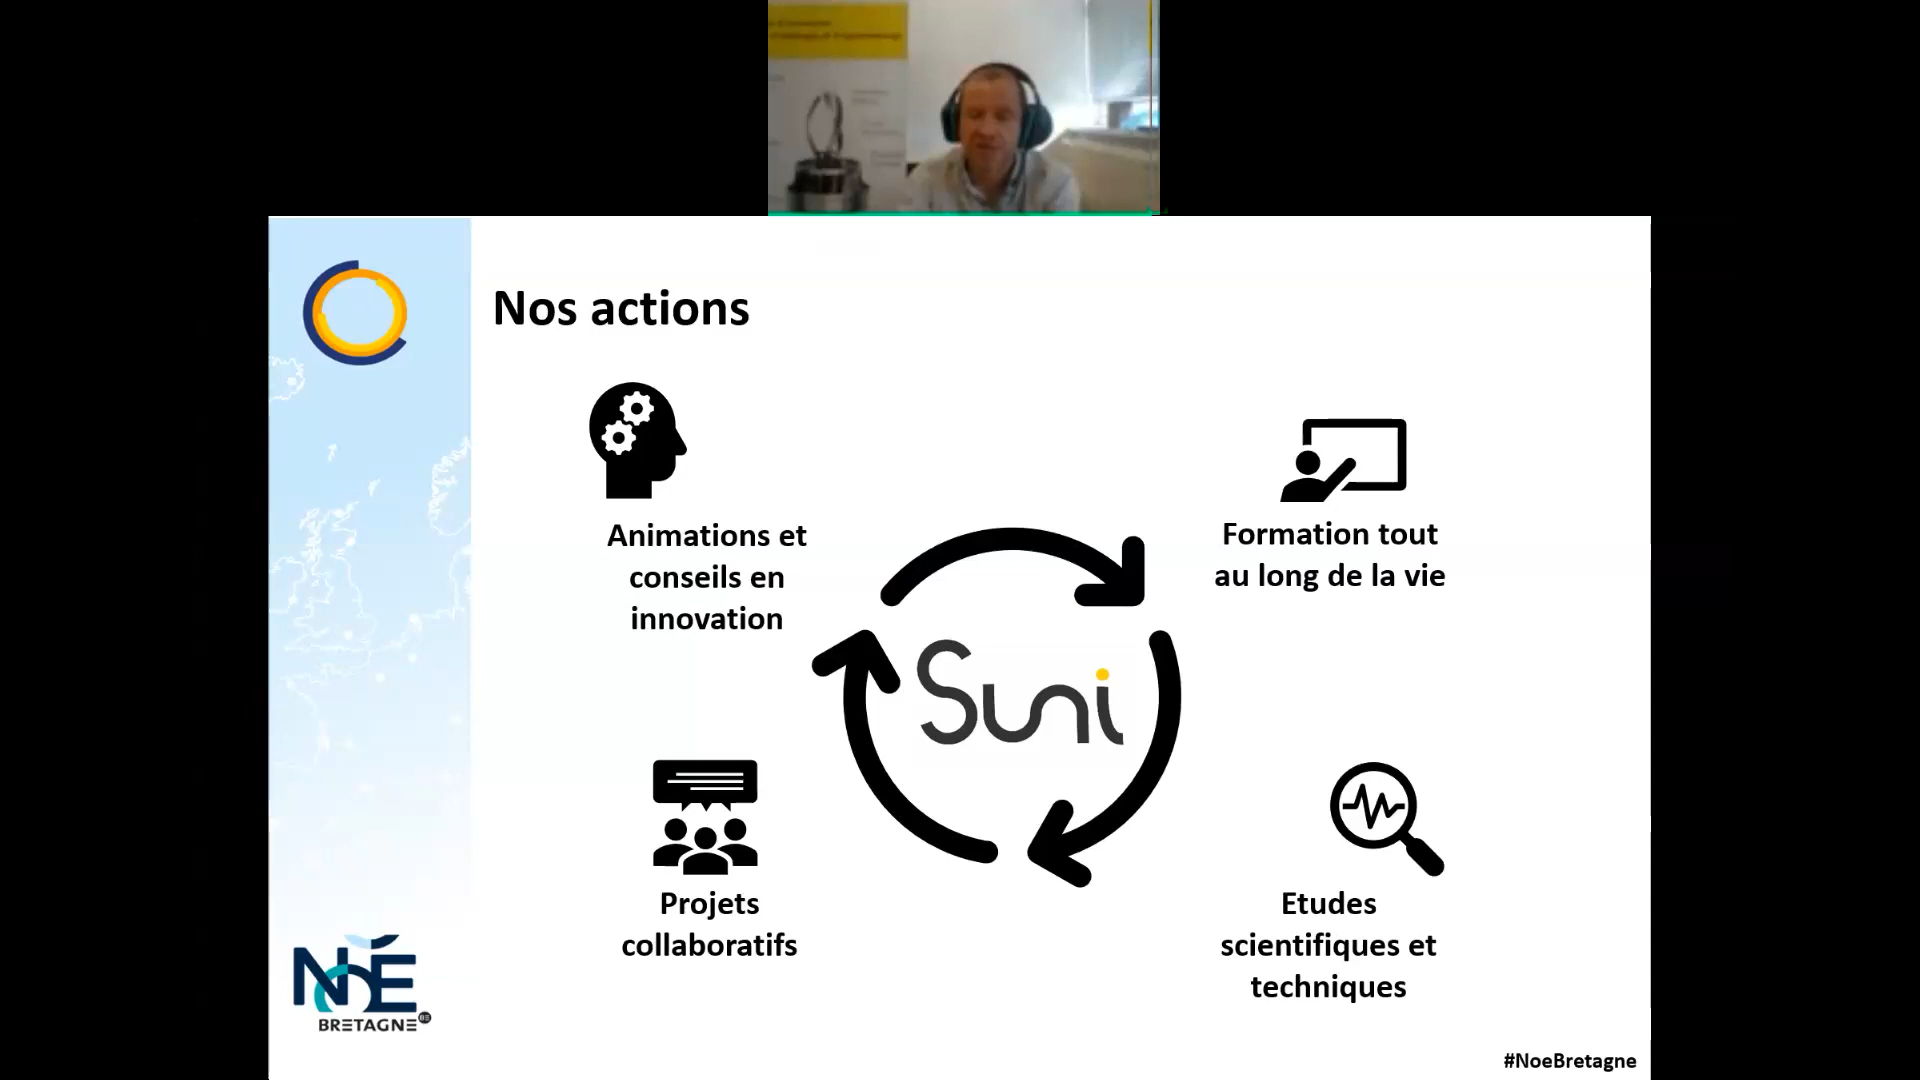 Nos actions
Animations et
conseils en
innovation
Formation tout
au long de la vie
Suni
Projets
collaboratifs
Etudes
scientifiques et
techniques
NOÉ
BRETAGNE
#NoeBretagne